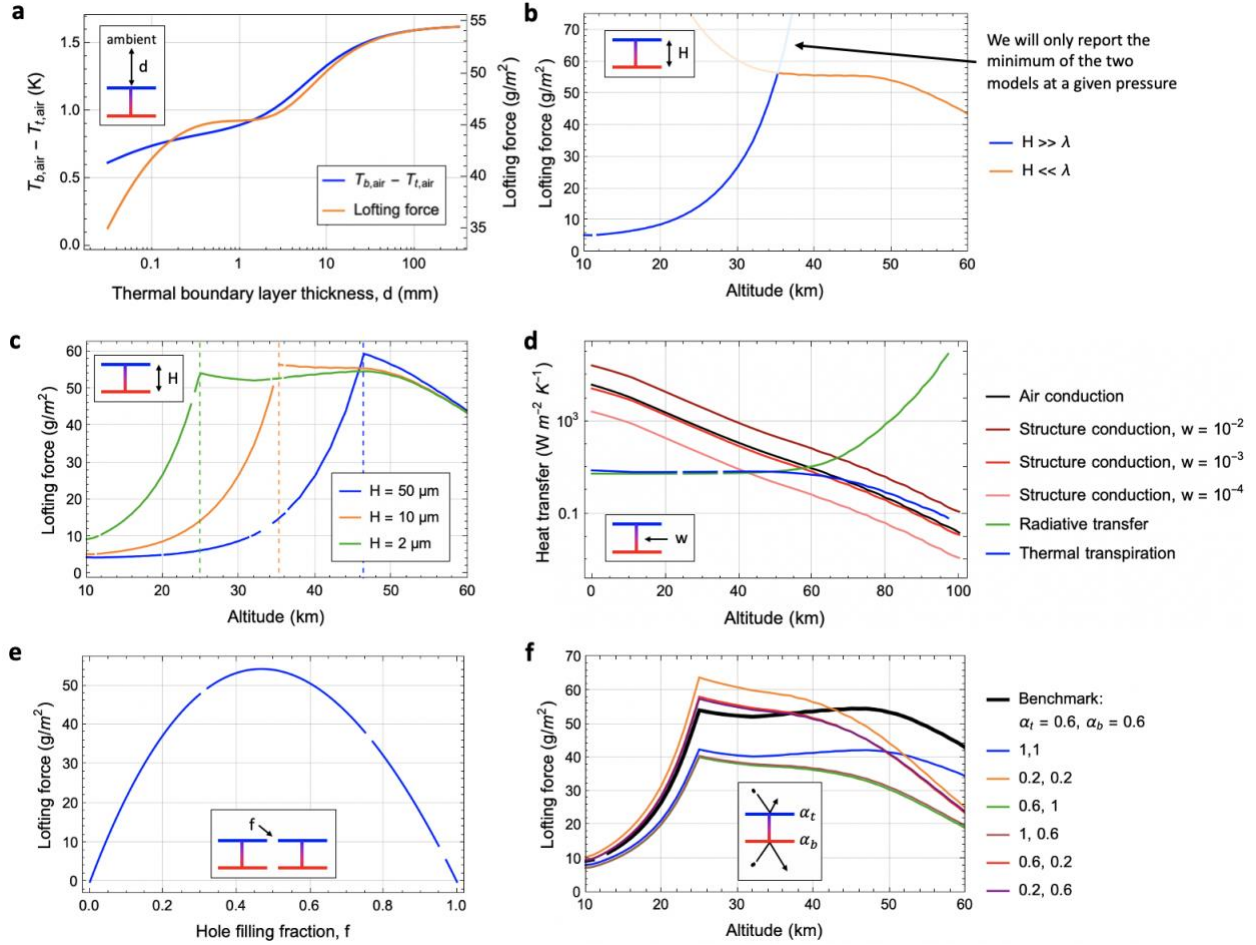 a
ambient
d
T_{b,air} − T_{t,air} (K)
1.5
1.0
0.5
0.0
55
50
45
40
35
Lofting force (g/m²)
T_{b,air} − T_{t,air}
Lofting force
0.1 1 10 100
Thermal boundary layer thickness, d (mm)
b
H
Lofting force (g/m²)
70
60
50
40
30
20
10
0
10 20 30 40 50 60
Altitude (km)
We will only report the
minimum of the two
models at a given pressure
H >> λ
H << λ
c
H
Lofting force (g/m²)
60
50
40
30
20
10
0
H = 50 μm
H = 10 μm
H = 2 μm
10 20 30 40 50 60
Altitude (km)
d
Heat transfer (W m⁻² K⁻¹)
10³
0.1
w
0 20 40 60 80 100
Altitude (km)
Air conduction
Structure conduction, w = 10⁻²
Structure conduction, w = 10⁻³
Structure conduction, w = 10⁻⁴
Radiative transfer
Thermal transpiration
e
Lofting force (g/m²)
50
40
30
20
10
0
f
0.0 0.2 0.4 0.6 0.8 1.0
Hole filling fraction, f
f
Lofting force (g/m²)
70
60
50
40
30
20
10
0
α_t
α_b
10 20 30 40 50 60
Altitude (km)
Benchmark:
α_t = 0.6, α_b = 0.6
1,1
0.2, 0.2
0.6, 1
1, 0.6
0.6, 0.2
0.2, 0.6